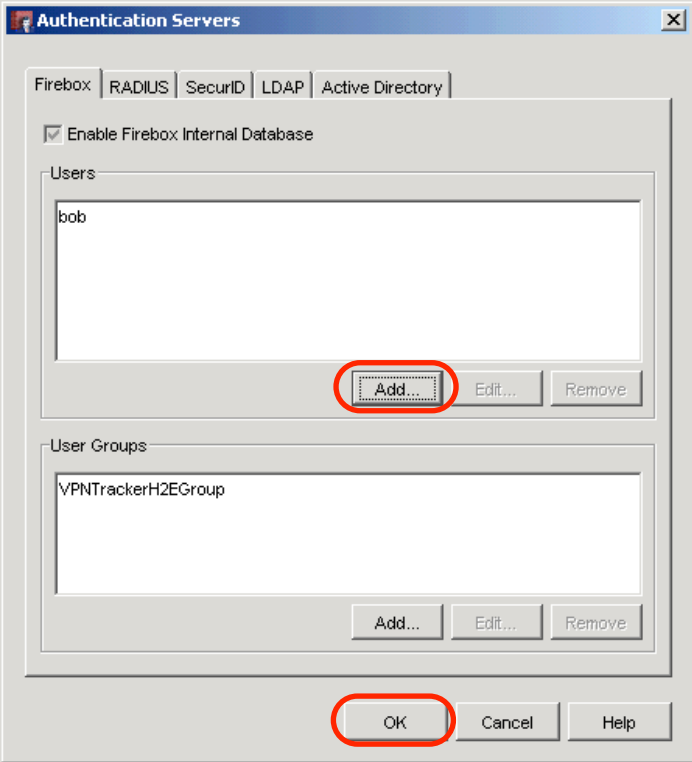 Authentication Servers
Firebox RADIUS SecurID LDAP Active Directory
Enable Firebox Internal Database
Users
bob
Add... Edit... Remove
User Groups
VPNTrackerH2EGroup
Add... Edit... Remove
OK Cancel Help